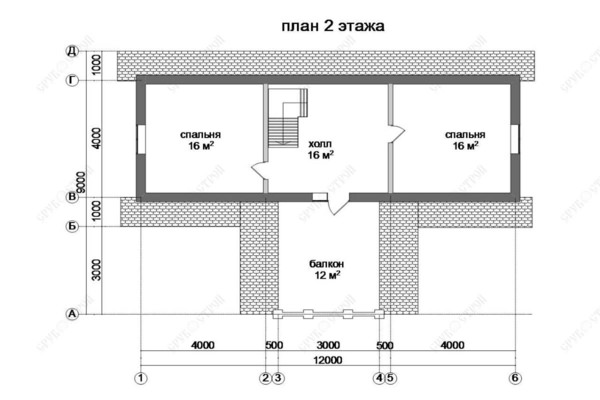 план 2 этажа
Д
1000
Г
4000
9000
В
1000
Б
3000
А
спальня
16 м²
холл
16 м²
спальня
16 м²
балкон
12 м²
4000 500 3000 500 4000
12000
1 2 3 4 5 6